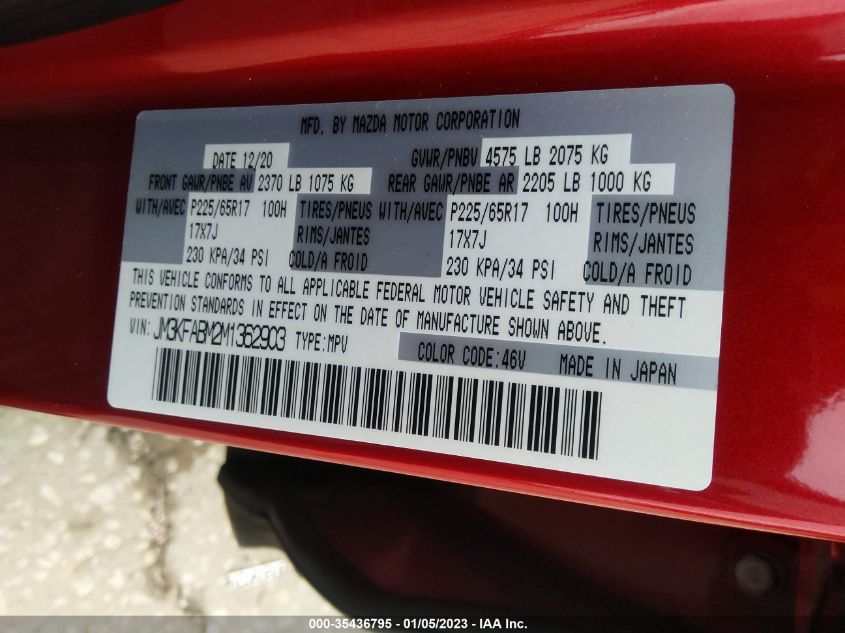 MFD. BY MAZDA MOTOR CORPORATION
DATE 12/20 GVWR/PNBV 4575 LB 2075 KG
FRONT GAWR/PNBE AV 2370 LB 1075 KG REAR GAWR/PNBE AR 2205 LB 1000 KG
WITH/AVEC P225/65R17 100H TIRES/PNEUS WITH/AVEC P225/65R17 100H TIRES/PNEUS
17X7J RIMS/JANTES 17X7J RIMS/JANTES
230 KPA/34 PSI COLD/A FROID 230 KPA/34 PSI COLD/A FROID
THIS VEHICLE CONFORMS TO ALL APPLICABLE FEDERAL MOTOR VEHICLE SAFETY AND THEFT
PREVENTION STANDARDS IN EFFECT ON THE DATE OF MANUFACTURE SHOWN ABOVE.
VIN: JM3KFABM2M1362903 TYPE:MPV
COLOR CODE:46V MADE IN JAPAN
000-35436795 - 01/05/2023 - IAA Inc.